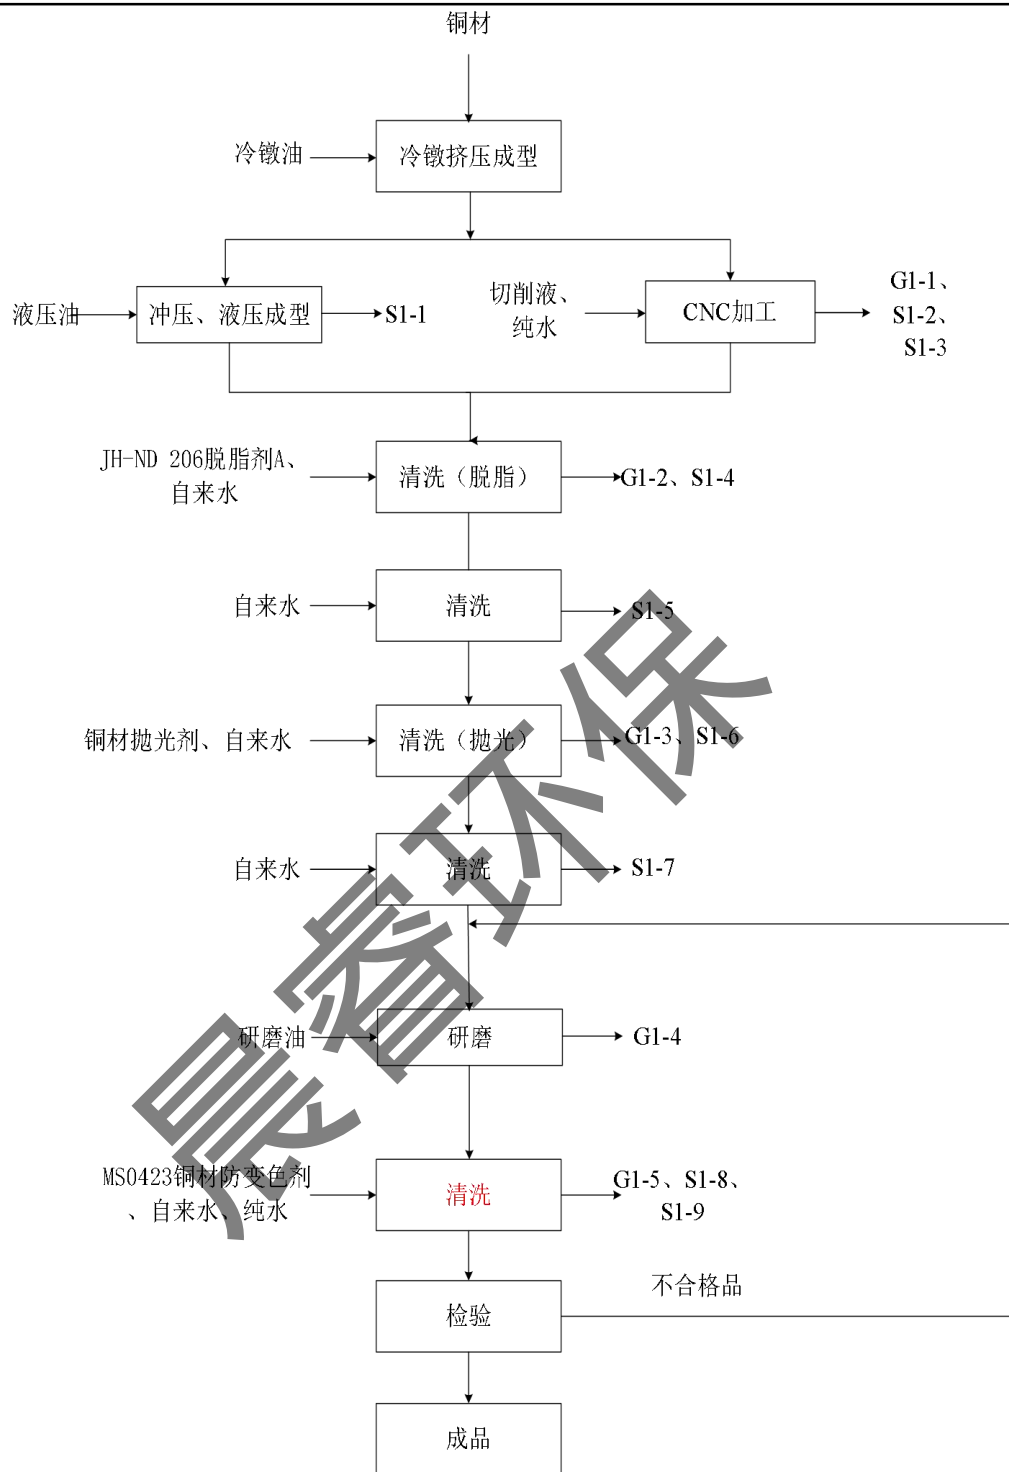 铜材
冷镦油
冷镦挤压成型
液压油
冲压、液压成型
S1-1
切削液、
纯水
CNC加工
G1-1、
S1-2、
S1-3
JH-ND 206脱脂剂A、
自来水
清洗（脱脂）
G1-2、S1-4
自来水
清洗
S1-5
铜材抛光剂、自来水
清洗（抛光）
G1-3、S1-6
自来水
清洗
S1-7
研磨油
研磨
G1-4
MS0423铜材防变色剂
、自来水、纯水
清洗
G1-5、S1-8、
S1-9
不合格品
检验
成品
晨睿环保